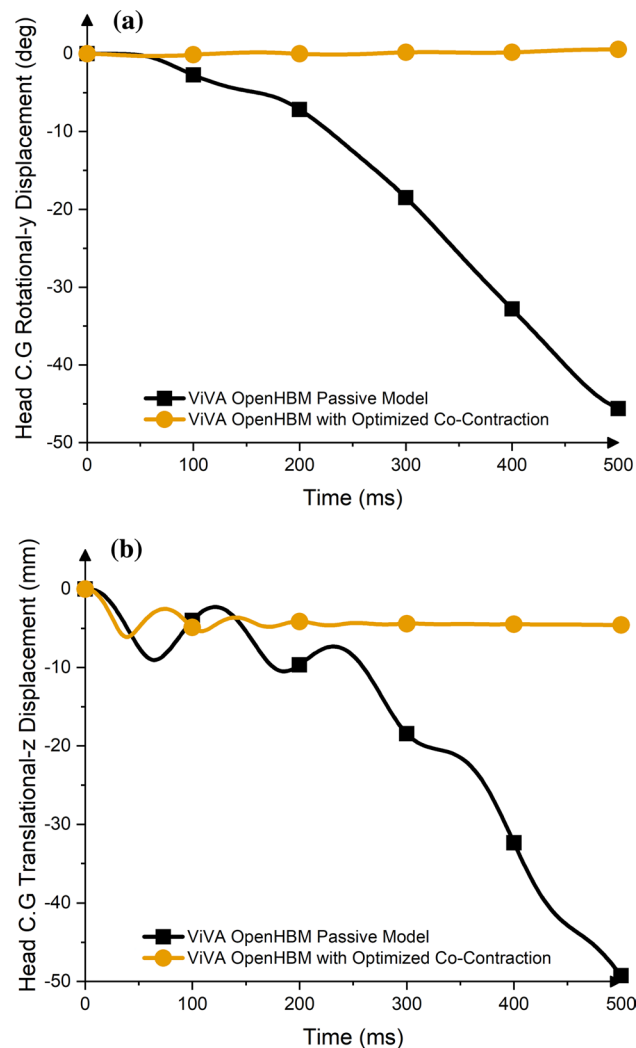 (a)
Head C.G Rotational-y Displacement (deg)
0
-10
-20
-30
-40
-50
ViVA OpenHBM Passive Model
ViVA OpenHBM with Optimized Co-Contraction
0 100 200 300 400 500
Time (ms)
(b)
Head C.G Translational-z Displacement (mm)
0
-10
-20
-30
-40
-50
ViVA OpenHBM Passive Model
ViVA OpenHBM with Optimized Co-Contraction
0 100 200 300 400 500
Time (ms)